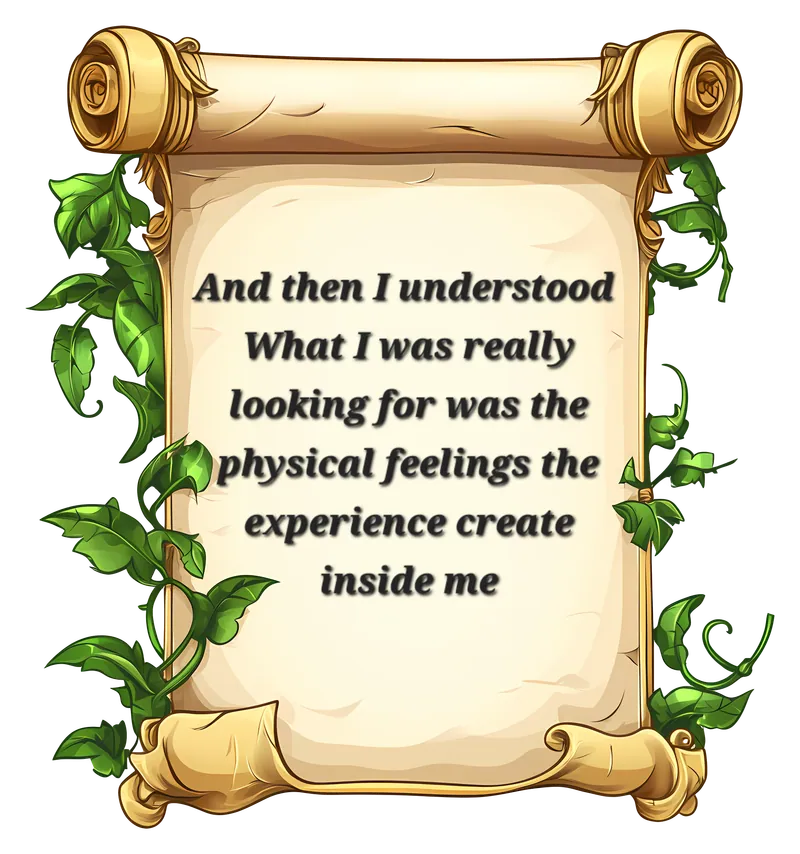 And then I understood
What I was really
looking for was the
physical feelings the
experience create
inside me